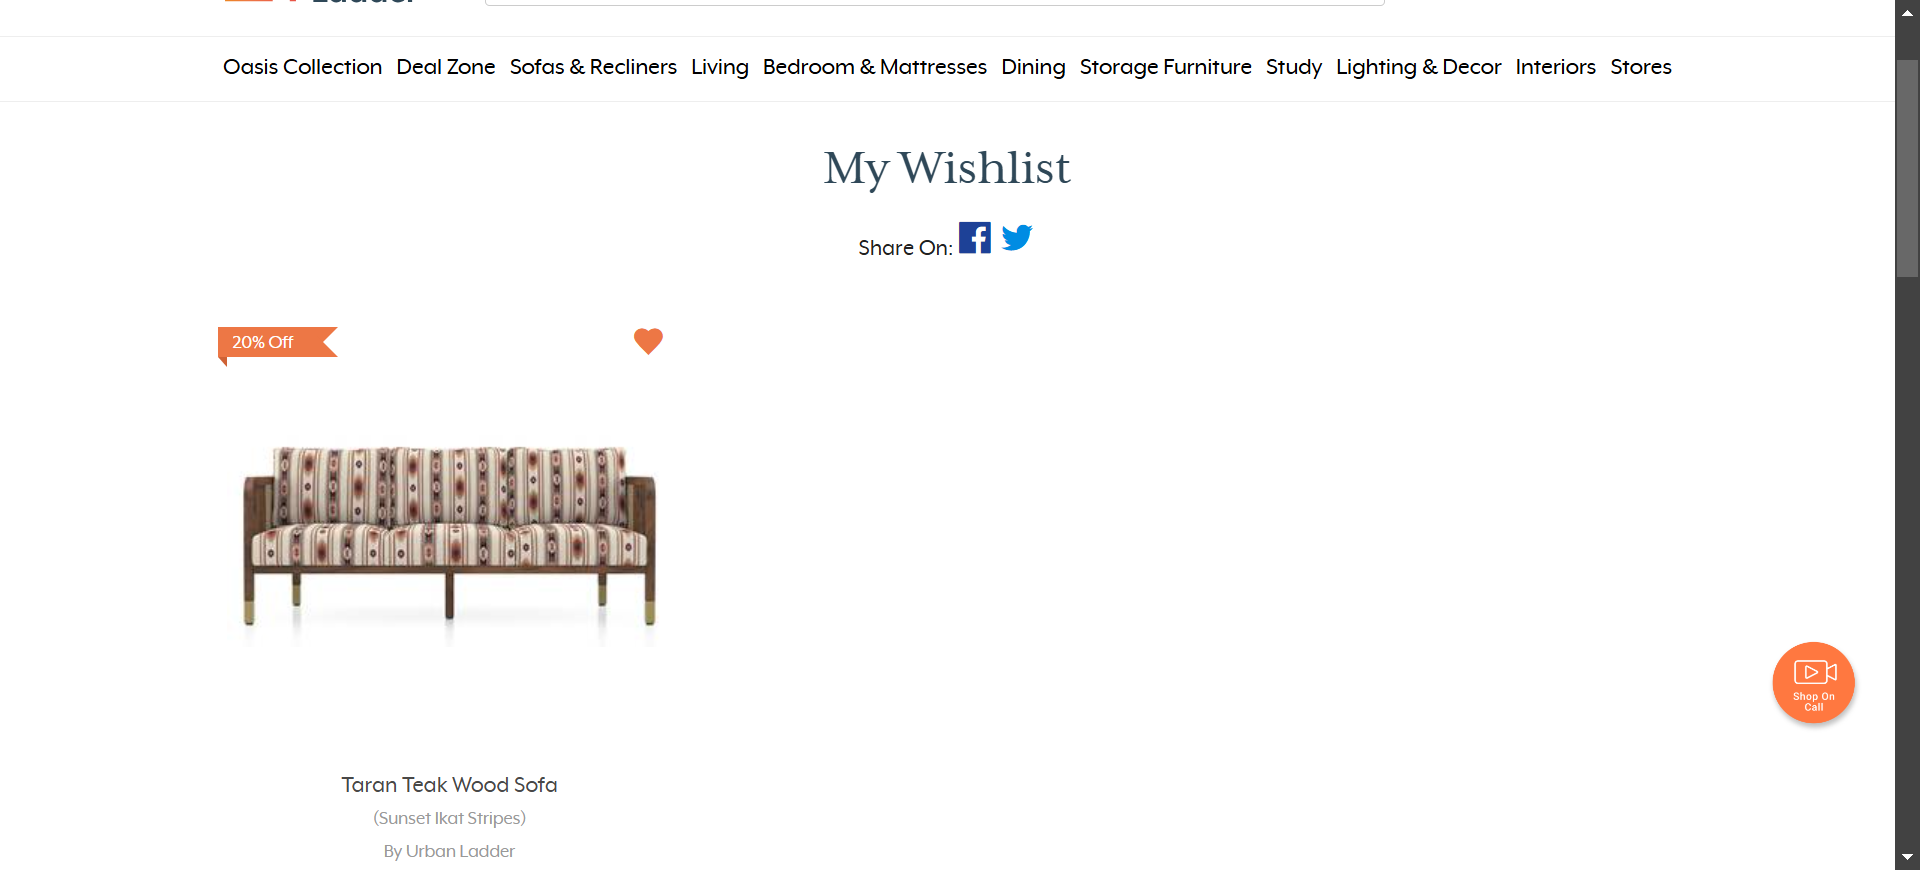 Ladder
Oasis Collection Deal Zone Sofas & Recliners Living Bedroom & Mattresses Dining Storage Furniture Study Lighting & Decor Interiors Stores
My Wishlist
Share On:
20% Off
Shop On
Call
Taran Teak Wood Sofa
(Sunset Ikat Stripes)
By Urban Ladder